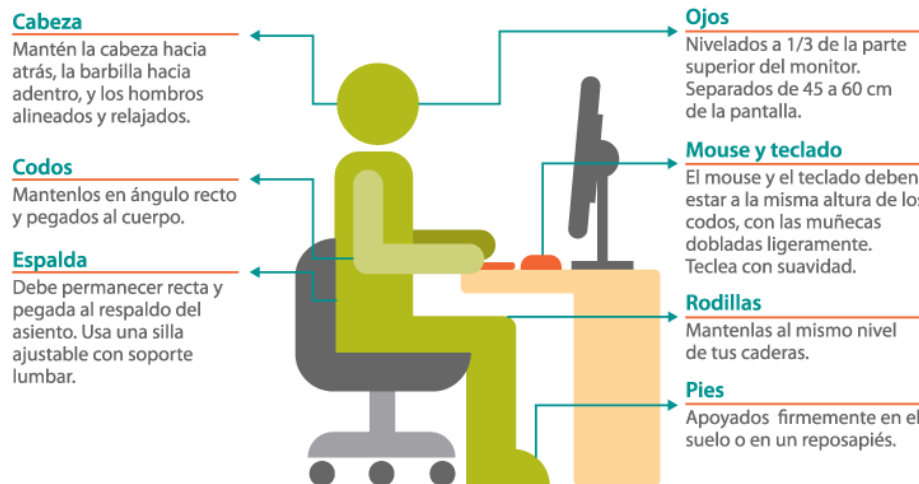 Cabeza
Mantén la cabeza hacia
atrás, la barbilla hacia
adentro, y los hombros
alineados y relajados.
Codos
Mantenlos en ángulo recto
y pegados al cuerpo.
Espalda
Debe permanecer recta y
pegada al respaldo del
asiento. Usa una silla
ajustable con soporte
lumbar.
Ojos
Nivelados a 1/3 de la parte
superior del monitor.
Separados de 45 a 60 cm
de la pantalla.
Mouse y teclado
El mouse y el teclado deben
estar a la misma altura de los
codos, con las muñecas
dobladas ligeramente.
Teclea con suavidad.
Rodillas
Mantenlas al mismo nivel
de tus caderas.
Pies
Apoyados firmemente en el
suelo o en un reposapiés.